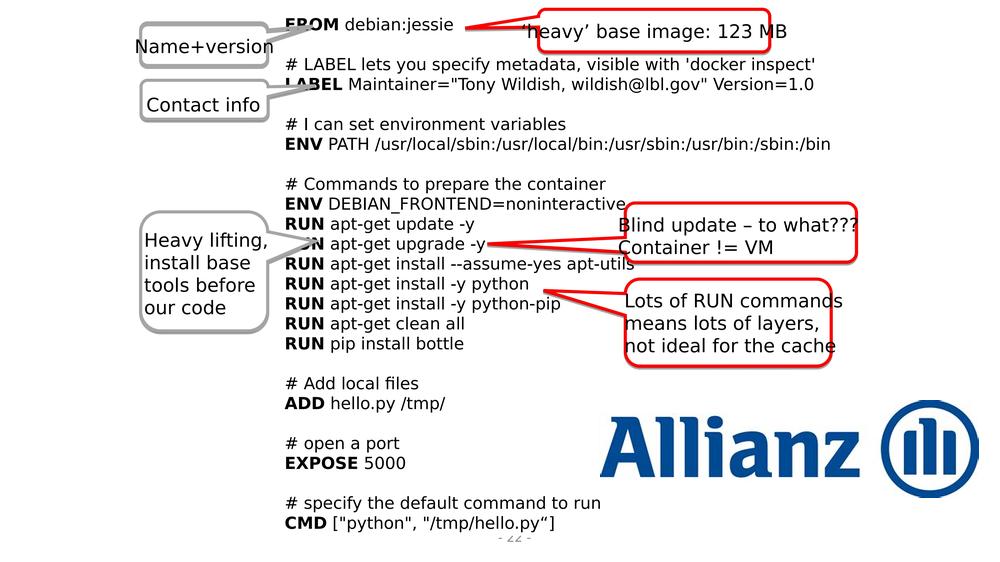 FROM debian:jessie
‘heavy’ base image: 123 MB
Name+version
# LABEL lets you specify metadata, visible with 'docker inspect'
LABEL Maintainer="Tony Wildish, wildish@lbl.gov" Version=1.0
Contact info
# I can set environment variables
ENV PATH /usr/local/sbin:/usr/local/bin:/usr/sbin:/usr/bin:/sbin:/bin
# Commands to prepare the container
ENV DEBIAN_FRONTEND=noninteractive
RUN apt-get update -y
RUN apt-get upgrade -y
RUN apt-get install --assume-yes apt-utils
RUN apt-get install -y python
RUN apt-get install -y python-pip
RUN apt-get clean all
RUN pip install bottle
Heavy lifting,
install base
tools before
our code
Blind update – to what???
Container != VM
Lots of RUN commands
means lots of layers,
not ideal for the cache
# Add local files
ADD hello.py /tmp/
# open a port
EXPOSE 5000
# specify the default command to run
CMD ["python", "/tmp/hello.py“]
Allianz
- 22 -